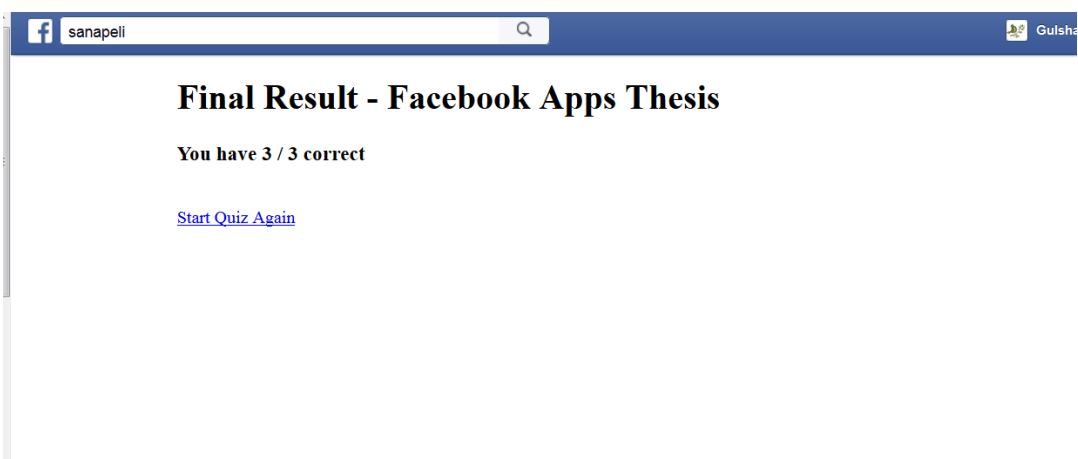 sanapeli
Gulsha
Final Result - Facebook Apps Thesis
You have 3 / 3 correct
Start Quiz Again